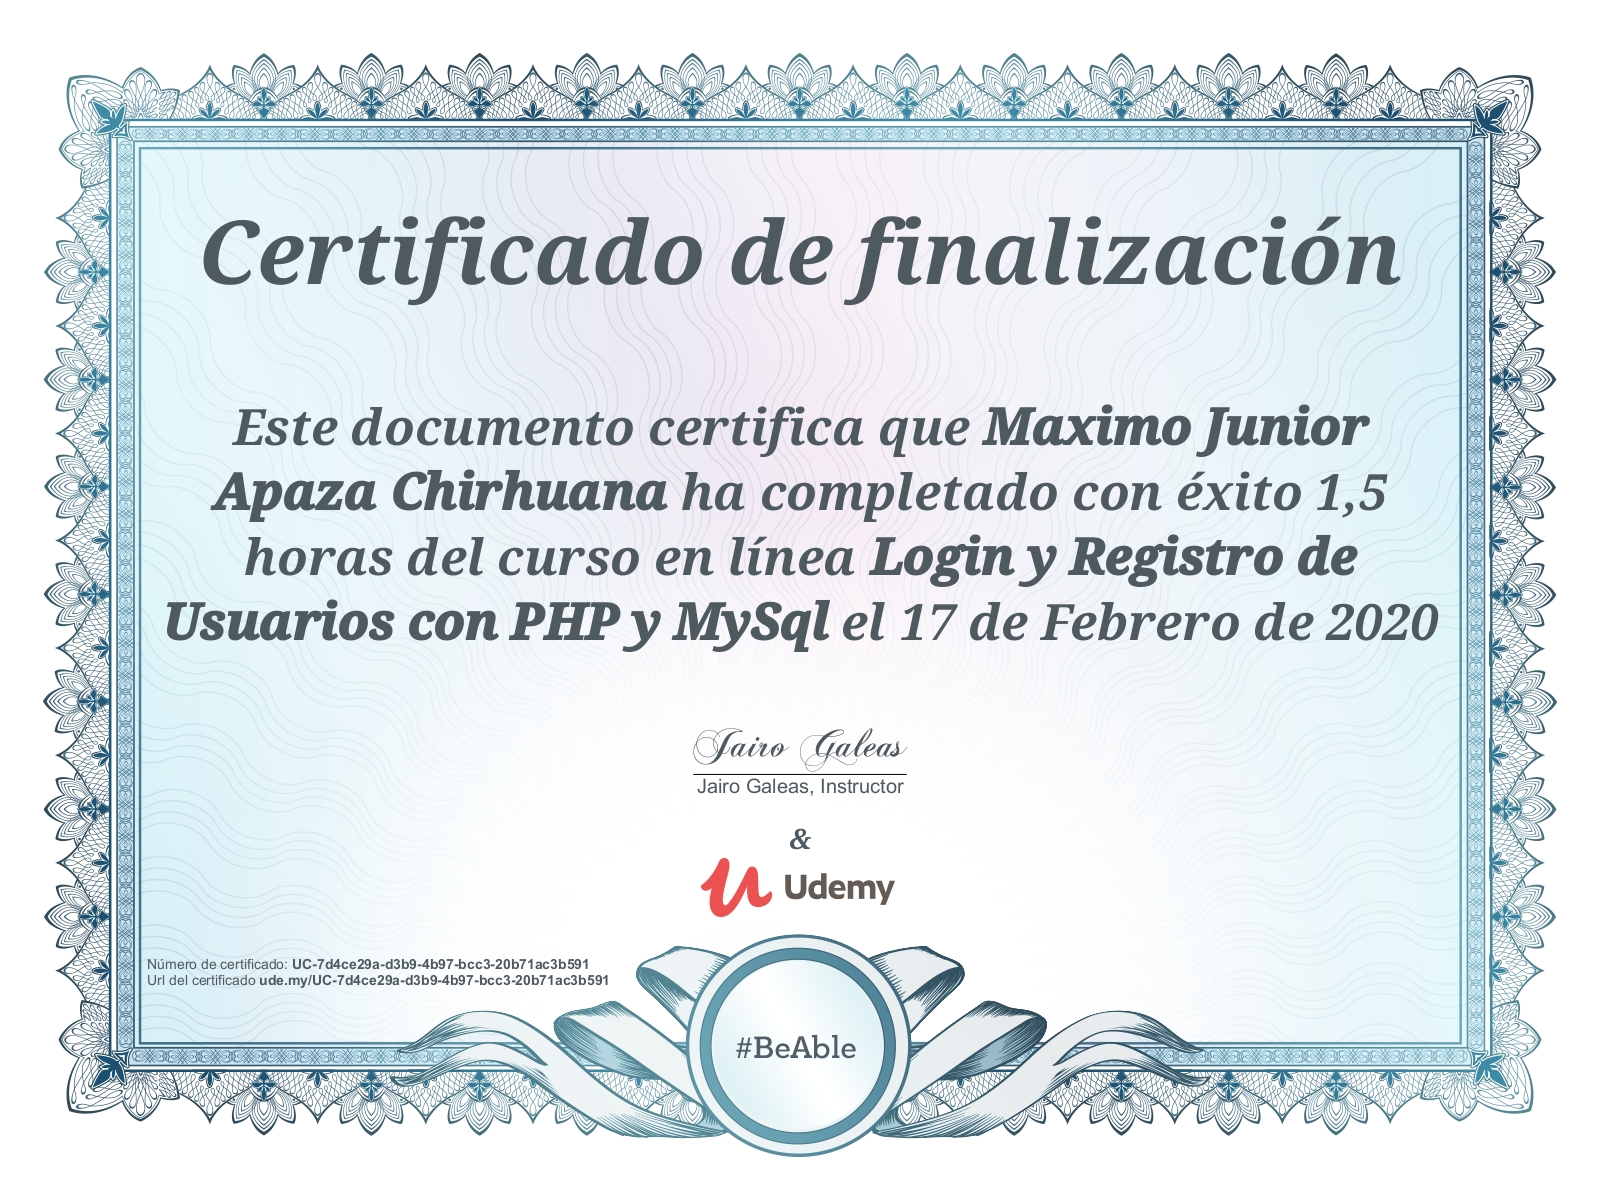 Certificado de finalización
Este documento certifica que Maximo Junior
Apaza Chirhuana ha completado con éxito 1,5
horas del curso en línea Login y Registro de
Usuarios con PHP y MySql el 17 de Febrero de 2020
Jairo Galeas
Jairo Galeas, Instructor
&
Udemy
Número de certificado: UC-7d4ce29a-d3b9-4b97-bcc3-20b71ac3b591
Url del certificado ude.my/UC-7d4ce29a-d3b9-4b97-bcc3-20b71ac3b591
#BeAble